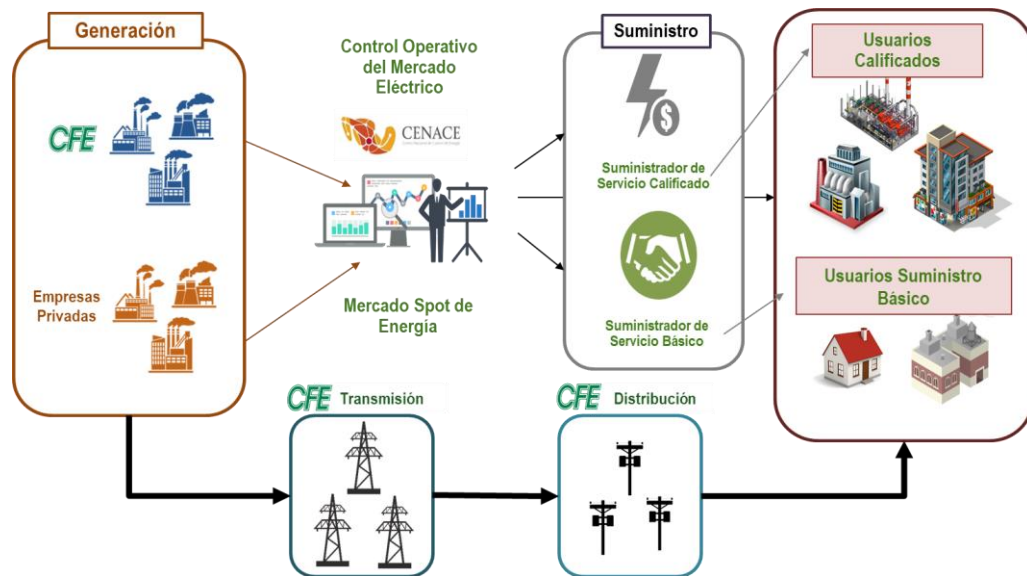 Generación
CFE
Empresas
Privadas
Control Operativo
del Mercado
Eléctrico
CENACE
Mercado Spot de
Energía
Suministro
$
Suministrador de
Servicio Calificado
Suministrador de
Servicio Básico
Usuarios
Calificados
Usuarios Suministro
Básico
CFE Transmisión
CFE Distribución